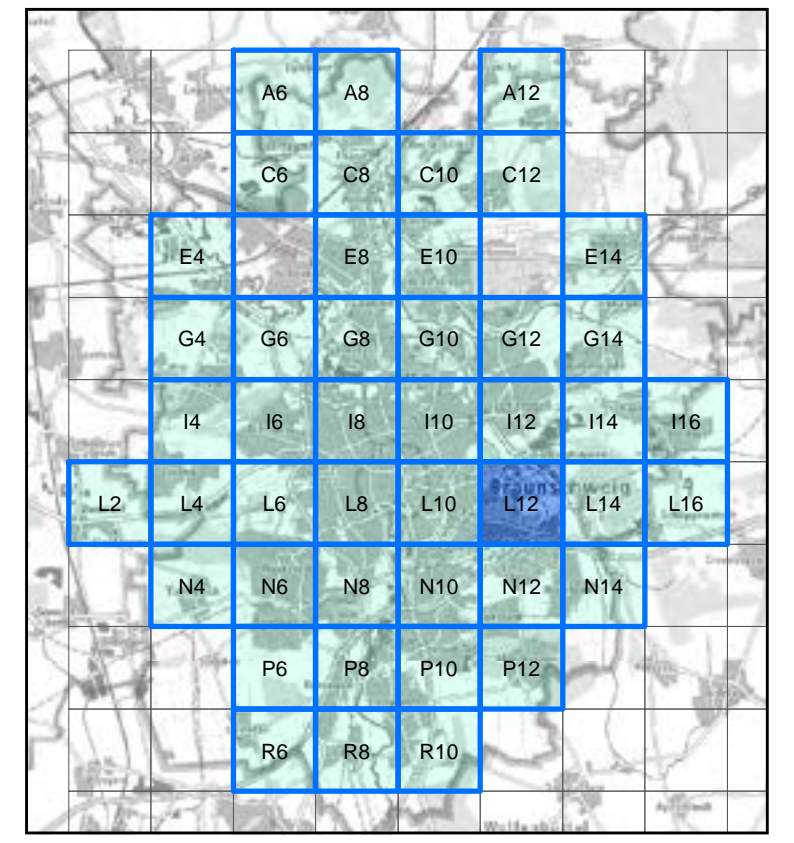 A6 A8 A12
C6 C8 C10 C12
E4 E8 E10 E14
G4 G6 G8 G10 G12 G14
I4 I6 I8 I10 I12 I14 I16
Braunschweig
L2 L4 L6 L8 L10 L12 L14 L16
N4 N6 N8 N10 N12 N14
P6 P8 P10 P12
R6 R8 R10
Wolfenbüttel